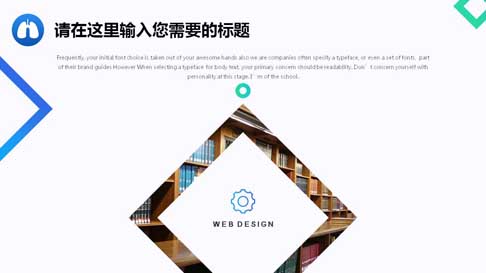 请在这里输入您需要的标题
Frequently, your initial font choice is taken out of your awesome hands also we are companies often specify a typeface, or even a set of fonts, part
of their brand guides However When selecting a typeface for body text, your primary concern should be readability. Don’t concern yourself with
personality at this stage. I’m of the school.
WEB DESIGN